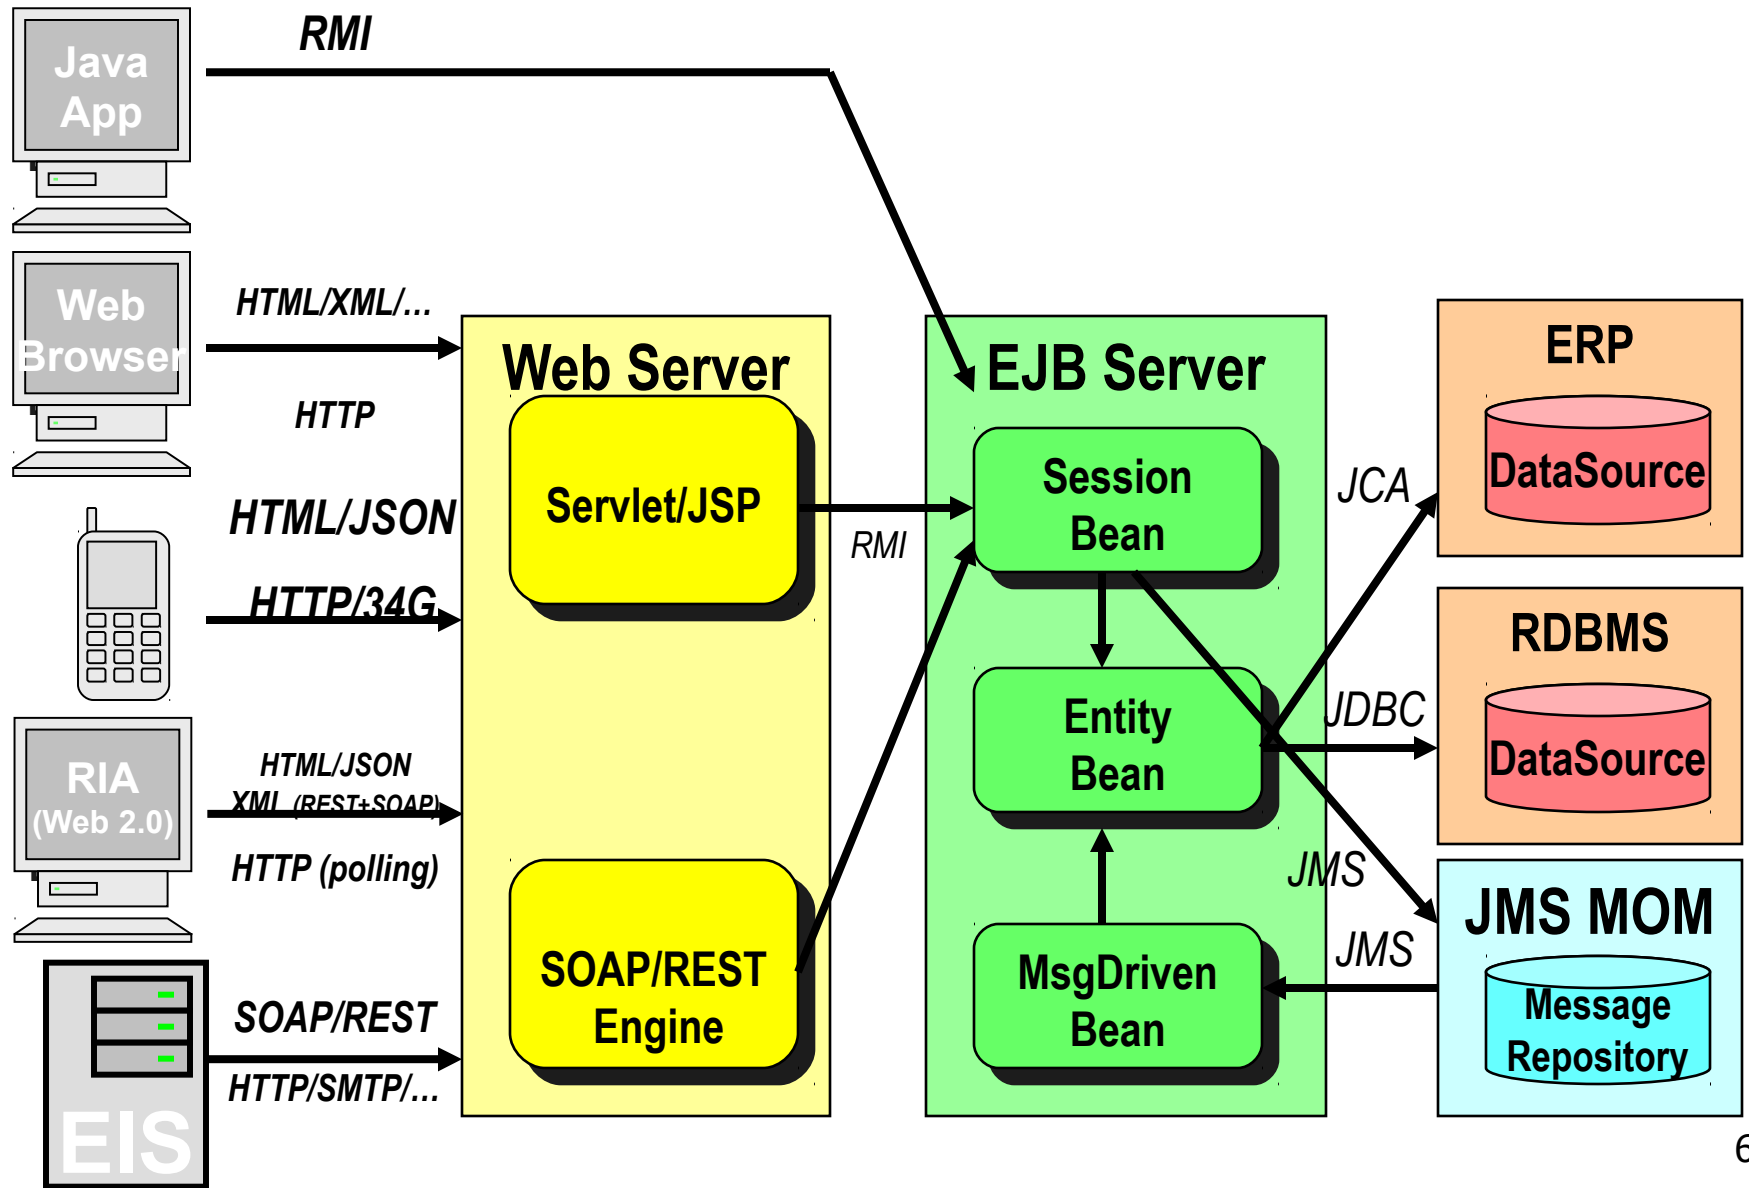 RMI
Java
App
Web
Browser
HTML/XML/...
HTTP
HTML/JSON
HTTP/34G
RIA
(Web 2.0)
HTML/JSON
XML (REST+SOAP)
HTTP (polling)
EIS
SOAP/REST
HTTP/SMTP/...
Web Server
Servlet/JSP
SOAP/REST
Engine
RMI
EJB Server
Session
Bean
Entity
Bean
MsgDriven
Bean
JCA
JDBC
JMS
JMS
ERP
DataSource
RDBMS
DataSource
JMS MOM
Message
Repository
6